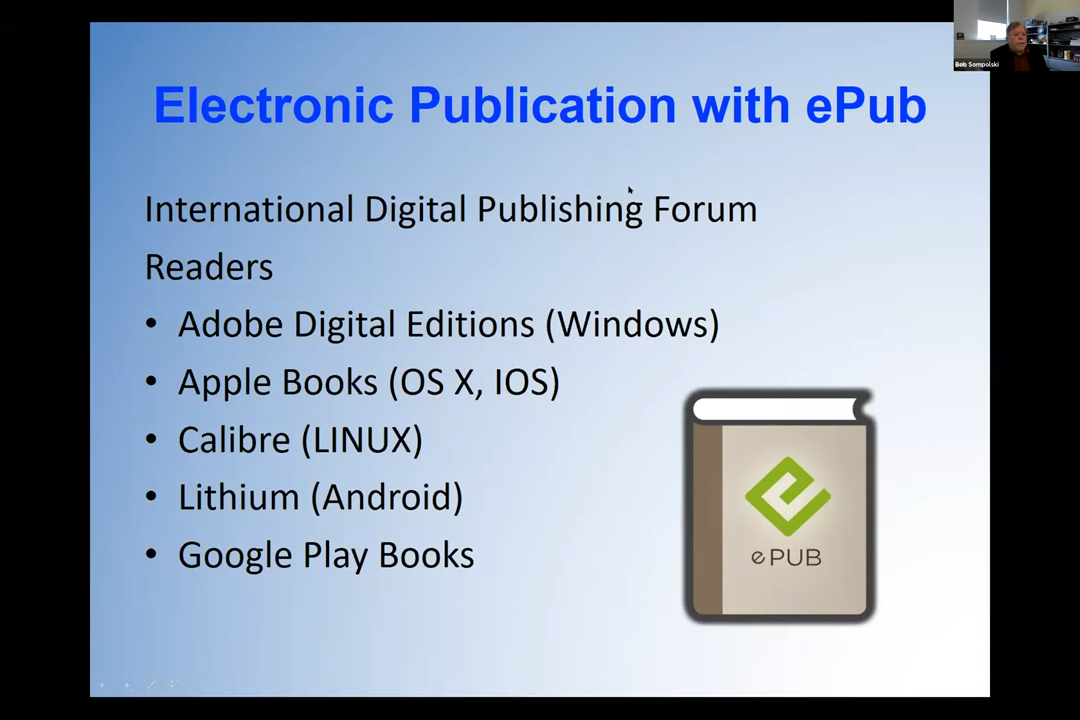 Bob Sompolski
Electronic Publication with ePub
International Digital Publishing Forum
Readers
• Adobe Digital Editions (Windows)
• Apple Books (OS X, IOS)
• Calibre (LINUX)
• Lithium (Android)
• Google Play Books
ePUB